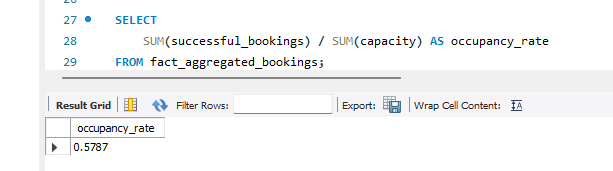 27 SELECT
28 SUM(successful_bookings) / SUM(capacity) AS occupancy_rate
29 FROM fact_aggregated_bookings;
Result Grid Filter Rows: Export: Wrap Cell Content:
occupancy_rate
0.5787